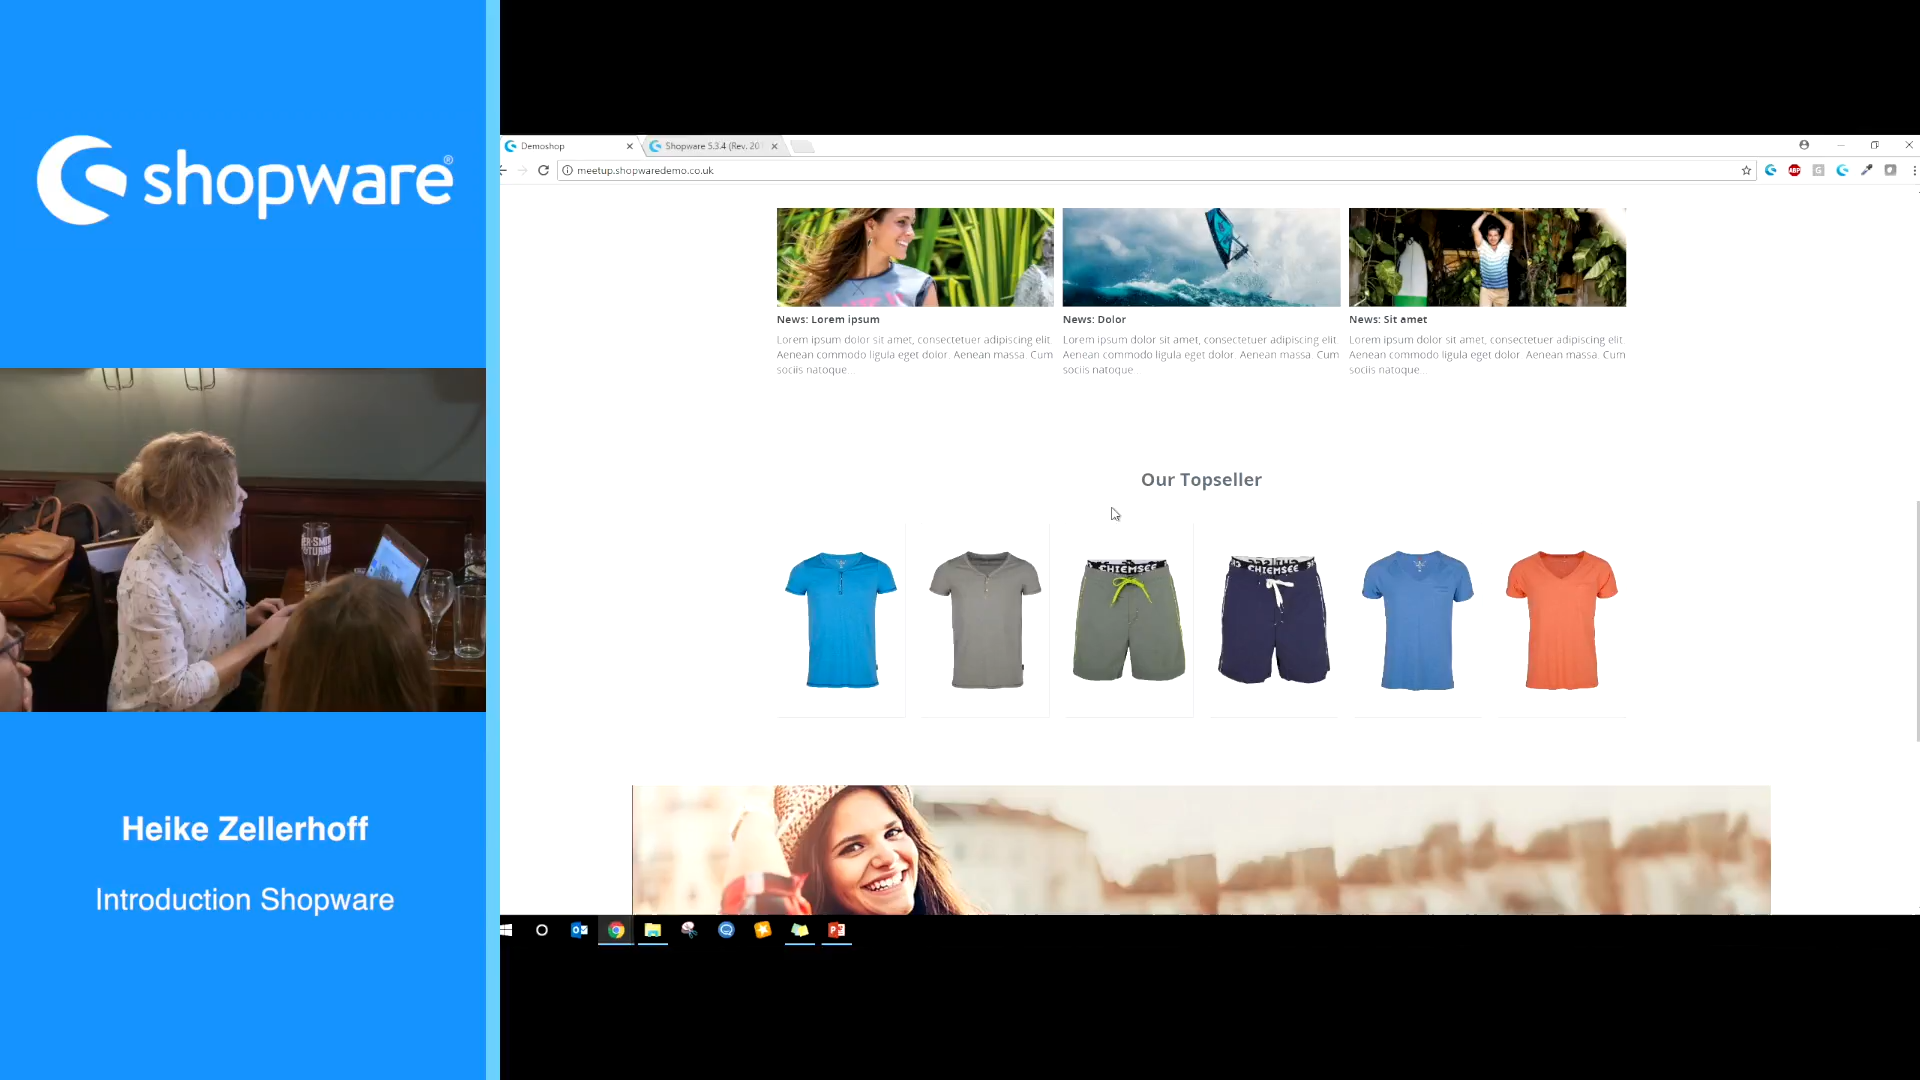 shopware®
Heike Zellerhoff
Introduction Shopware
Demoshop
Shopware 5.3.4 (Rev. 201
meetup.shopwaredemo.co.uk
ABP
News: Lorem ipsum
Lorem ipsum dolor sit amet, consectetuer adipiscing elit.
Aenean commodo ligula eget dolor. Aenean massa. Cum
sociis natoque...
News: Dolor
Lorem ipsum dolor sit amet, consectetuer adipiscing elit.
Aenean commodo ligula eget dolor. Aenean massa. Cum
sociis natoque...
News: Sit amet
Lorem ipsum dolor sit amet, consectetuer adipiscing elit.
Aenean commodo ligula eget dolor. Aenean massa. Cum
sociis natoque...
Our Topseller
CHIEMSEE
CHIEMSEE